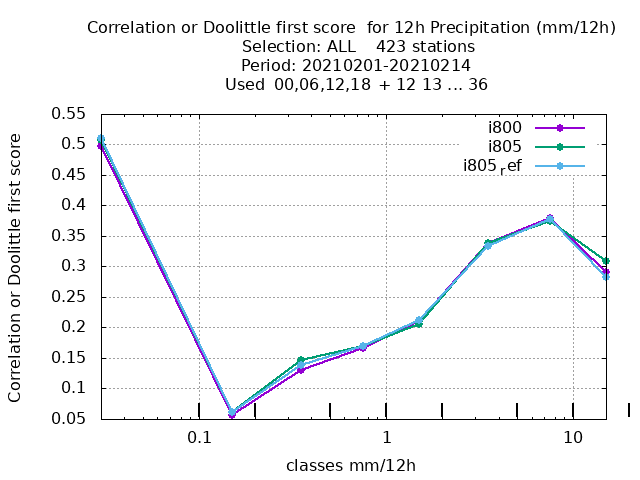 Correlation or Doolittle first score  for 12h Precipitation (mm/12h)
Selection: ALL    423 stations
Period: 20210201-20210214
Used  00,06,12,18  + 12 13 ... 36
Correlation or Doolittle first score
0.55
0.5
0.45
0.4
0.35
0.3
0.25
0.2
0.15
0.1
0.05
i800
i805
i805ref
0.1
1
10
classes mm/12h